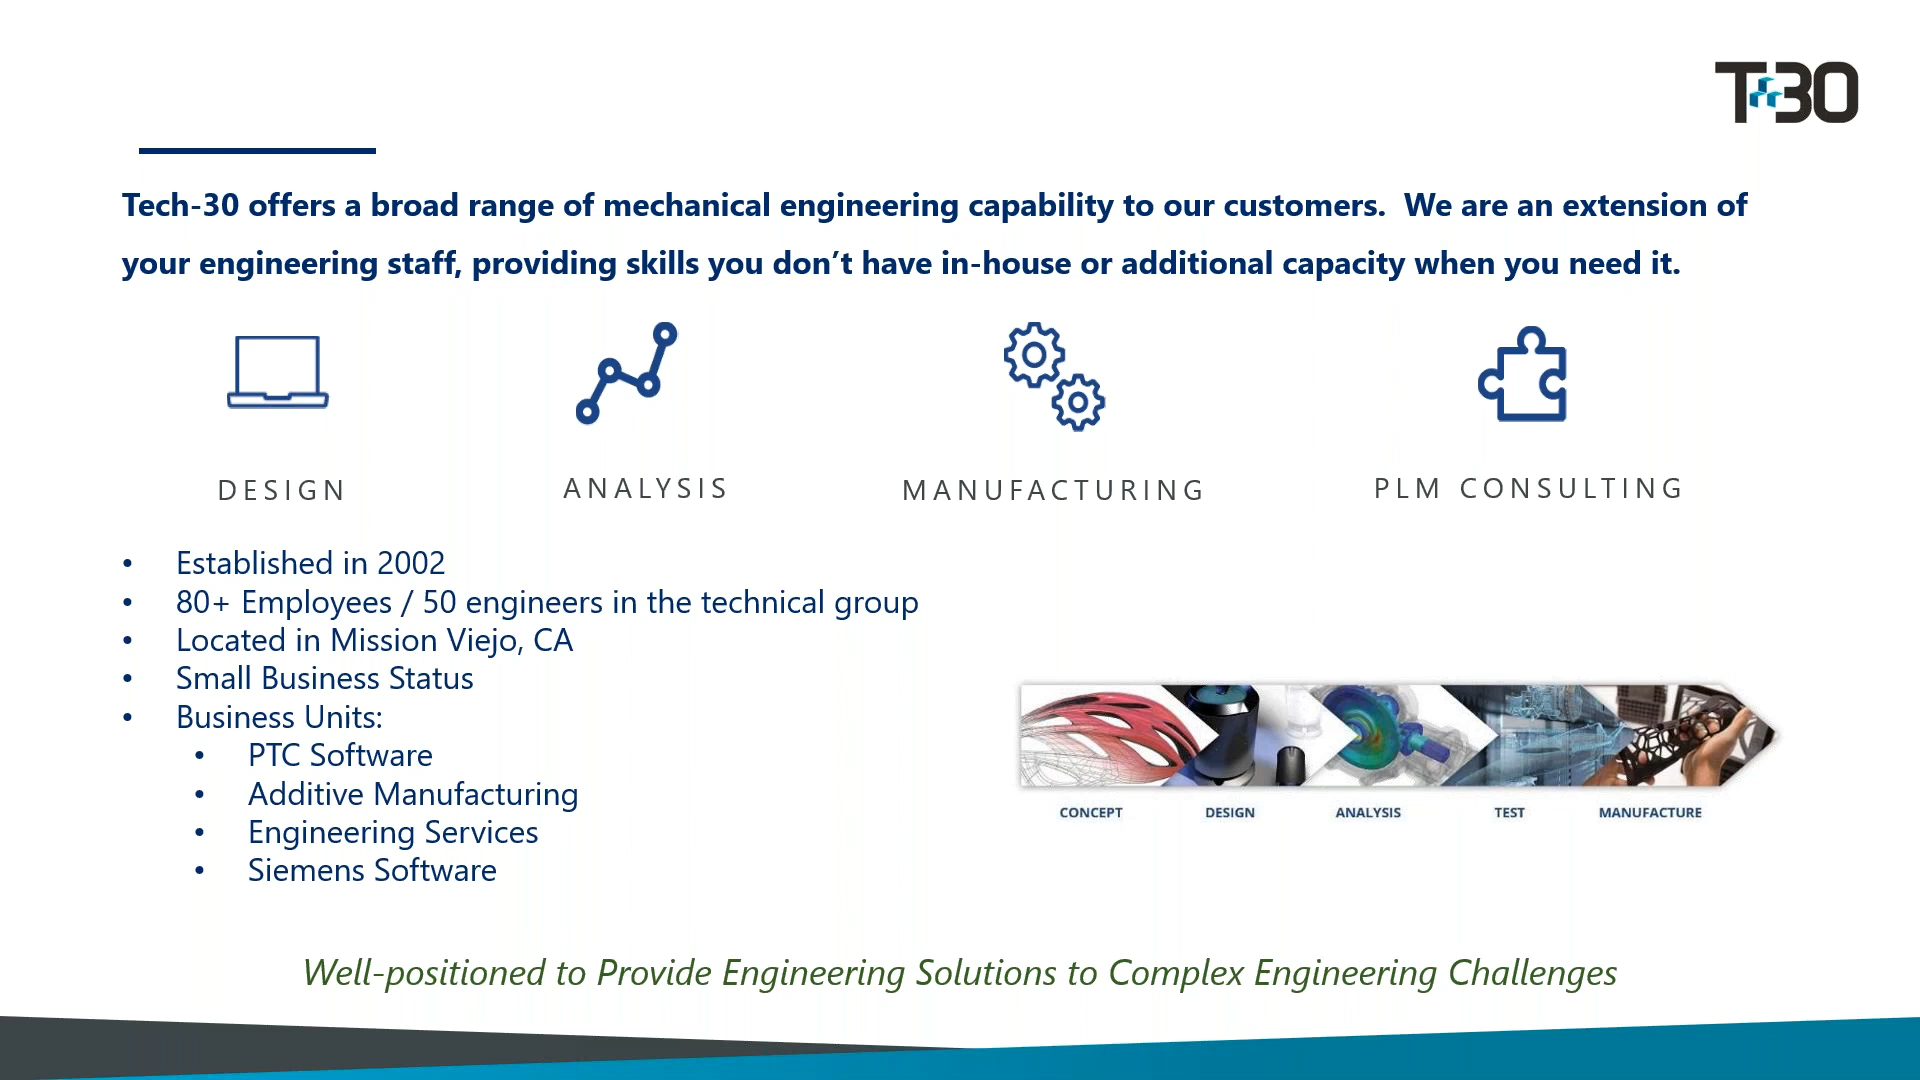 T30
Tech-30 offers a broad range of mechanical engineering capability to our customers.  We are an extension of
your engineering staff, providing skills you don’t have in-house or additional capacity when you need it.
DESIGN
ANALYSIS
MANUFACTURING
PLM CONSULTING
• Established in 2002
• 80+ Employees / 50 engineers in the technical group
• Located in Mission Viejo, CA
• Small Business Status
• Business Units:
• PTC Software
• Additive Manufacturing
• Engineering Services
• Siemens Software
CONCEPT
DESIGN
ANALYSIS
TEST
MANUFACTURE
Well-positioned to Provide Engineering Solutions to Complex Engineering Challenges